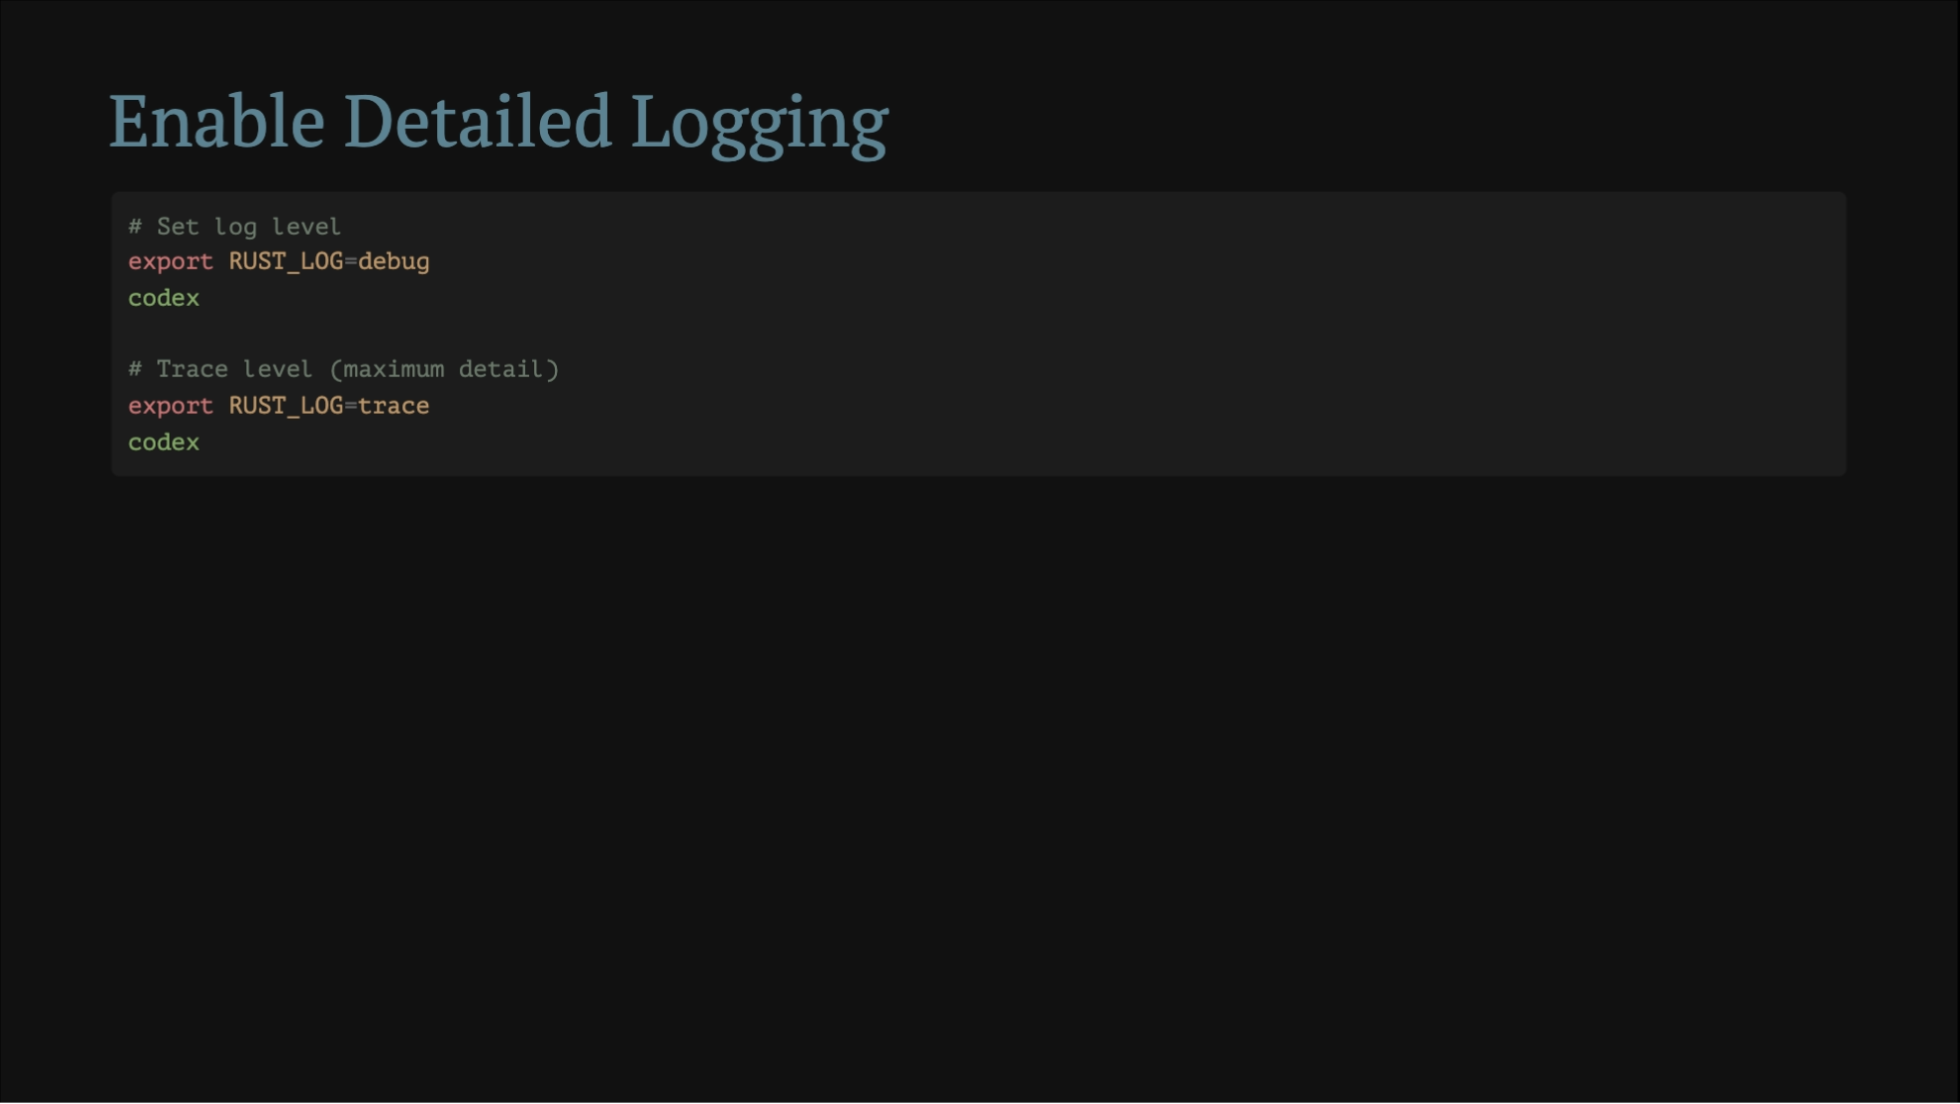 Enable Detailed Logging
# Set log level
export RUST_LOG=debug
codex
# Trace level (maximum detail)
export RUST_LOG=trace
codex